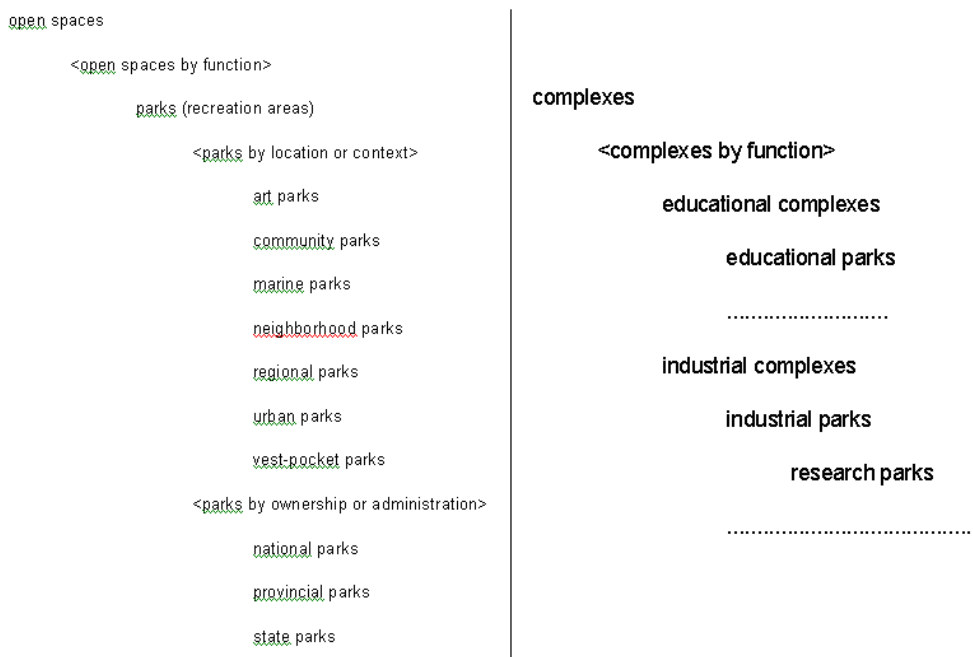 open spaces
<open spaces by function>
parks (recreation areas)
<parks by location or context>
art parks
community parks
marine parks
neighborhood parks
regional parks
urban parks
vest-pocket parks
<parks by ownership or administration>
national parks
provincial parks
state parks
complexes
<complexes by function>
educational complexes
educational parks
...........................
industrial complexes
industrial parks
research parks
.........................................